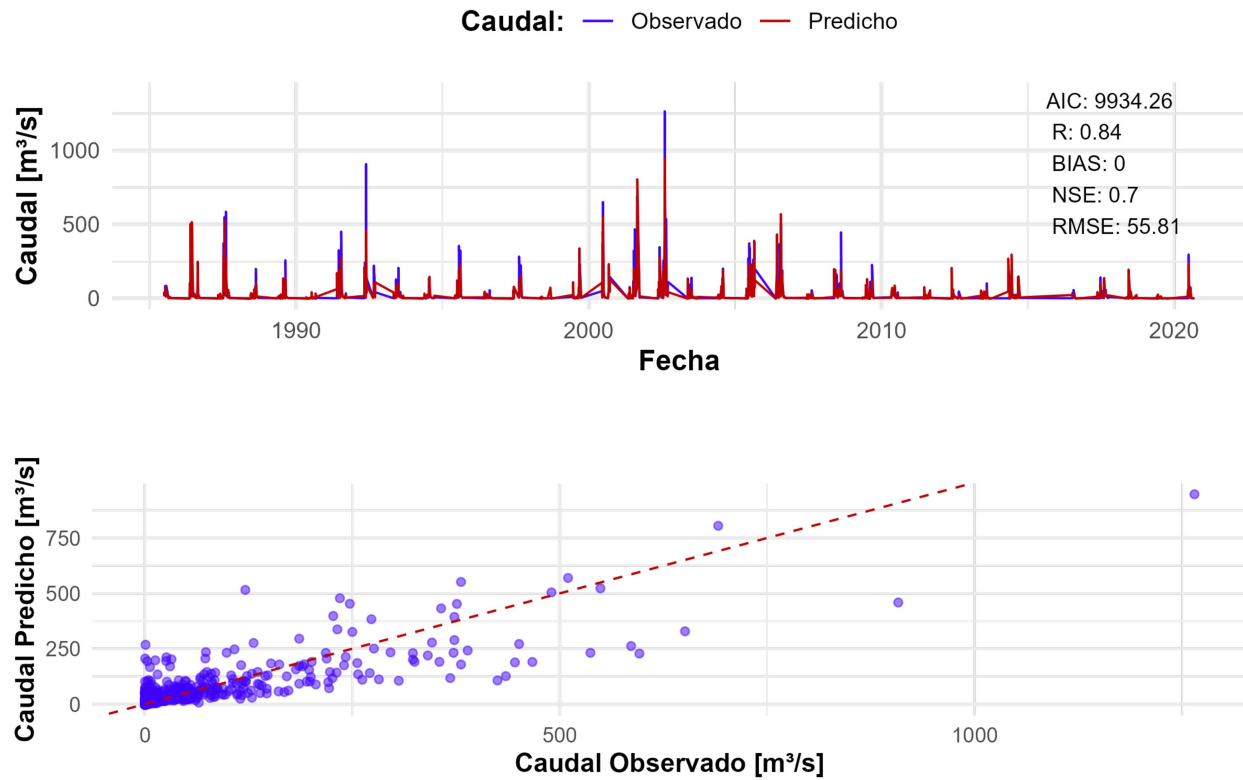 Caudal: Observado Predicho
Caudal [m³/s]
1000
500
0
AIC: 9934.26
R: 0.84
BIAS: 0
NSE: 0.7
RMSE: 55.81
1990 2000 2010 2020
Fecha
Caudal Predicho [m³/s]
750
500
250
0
0 500 1000
Caudal Observado [m³/s]